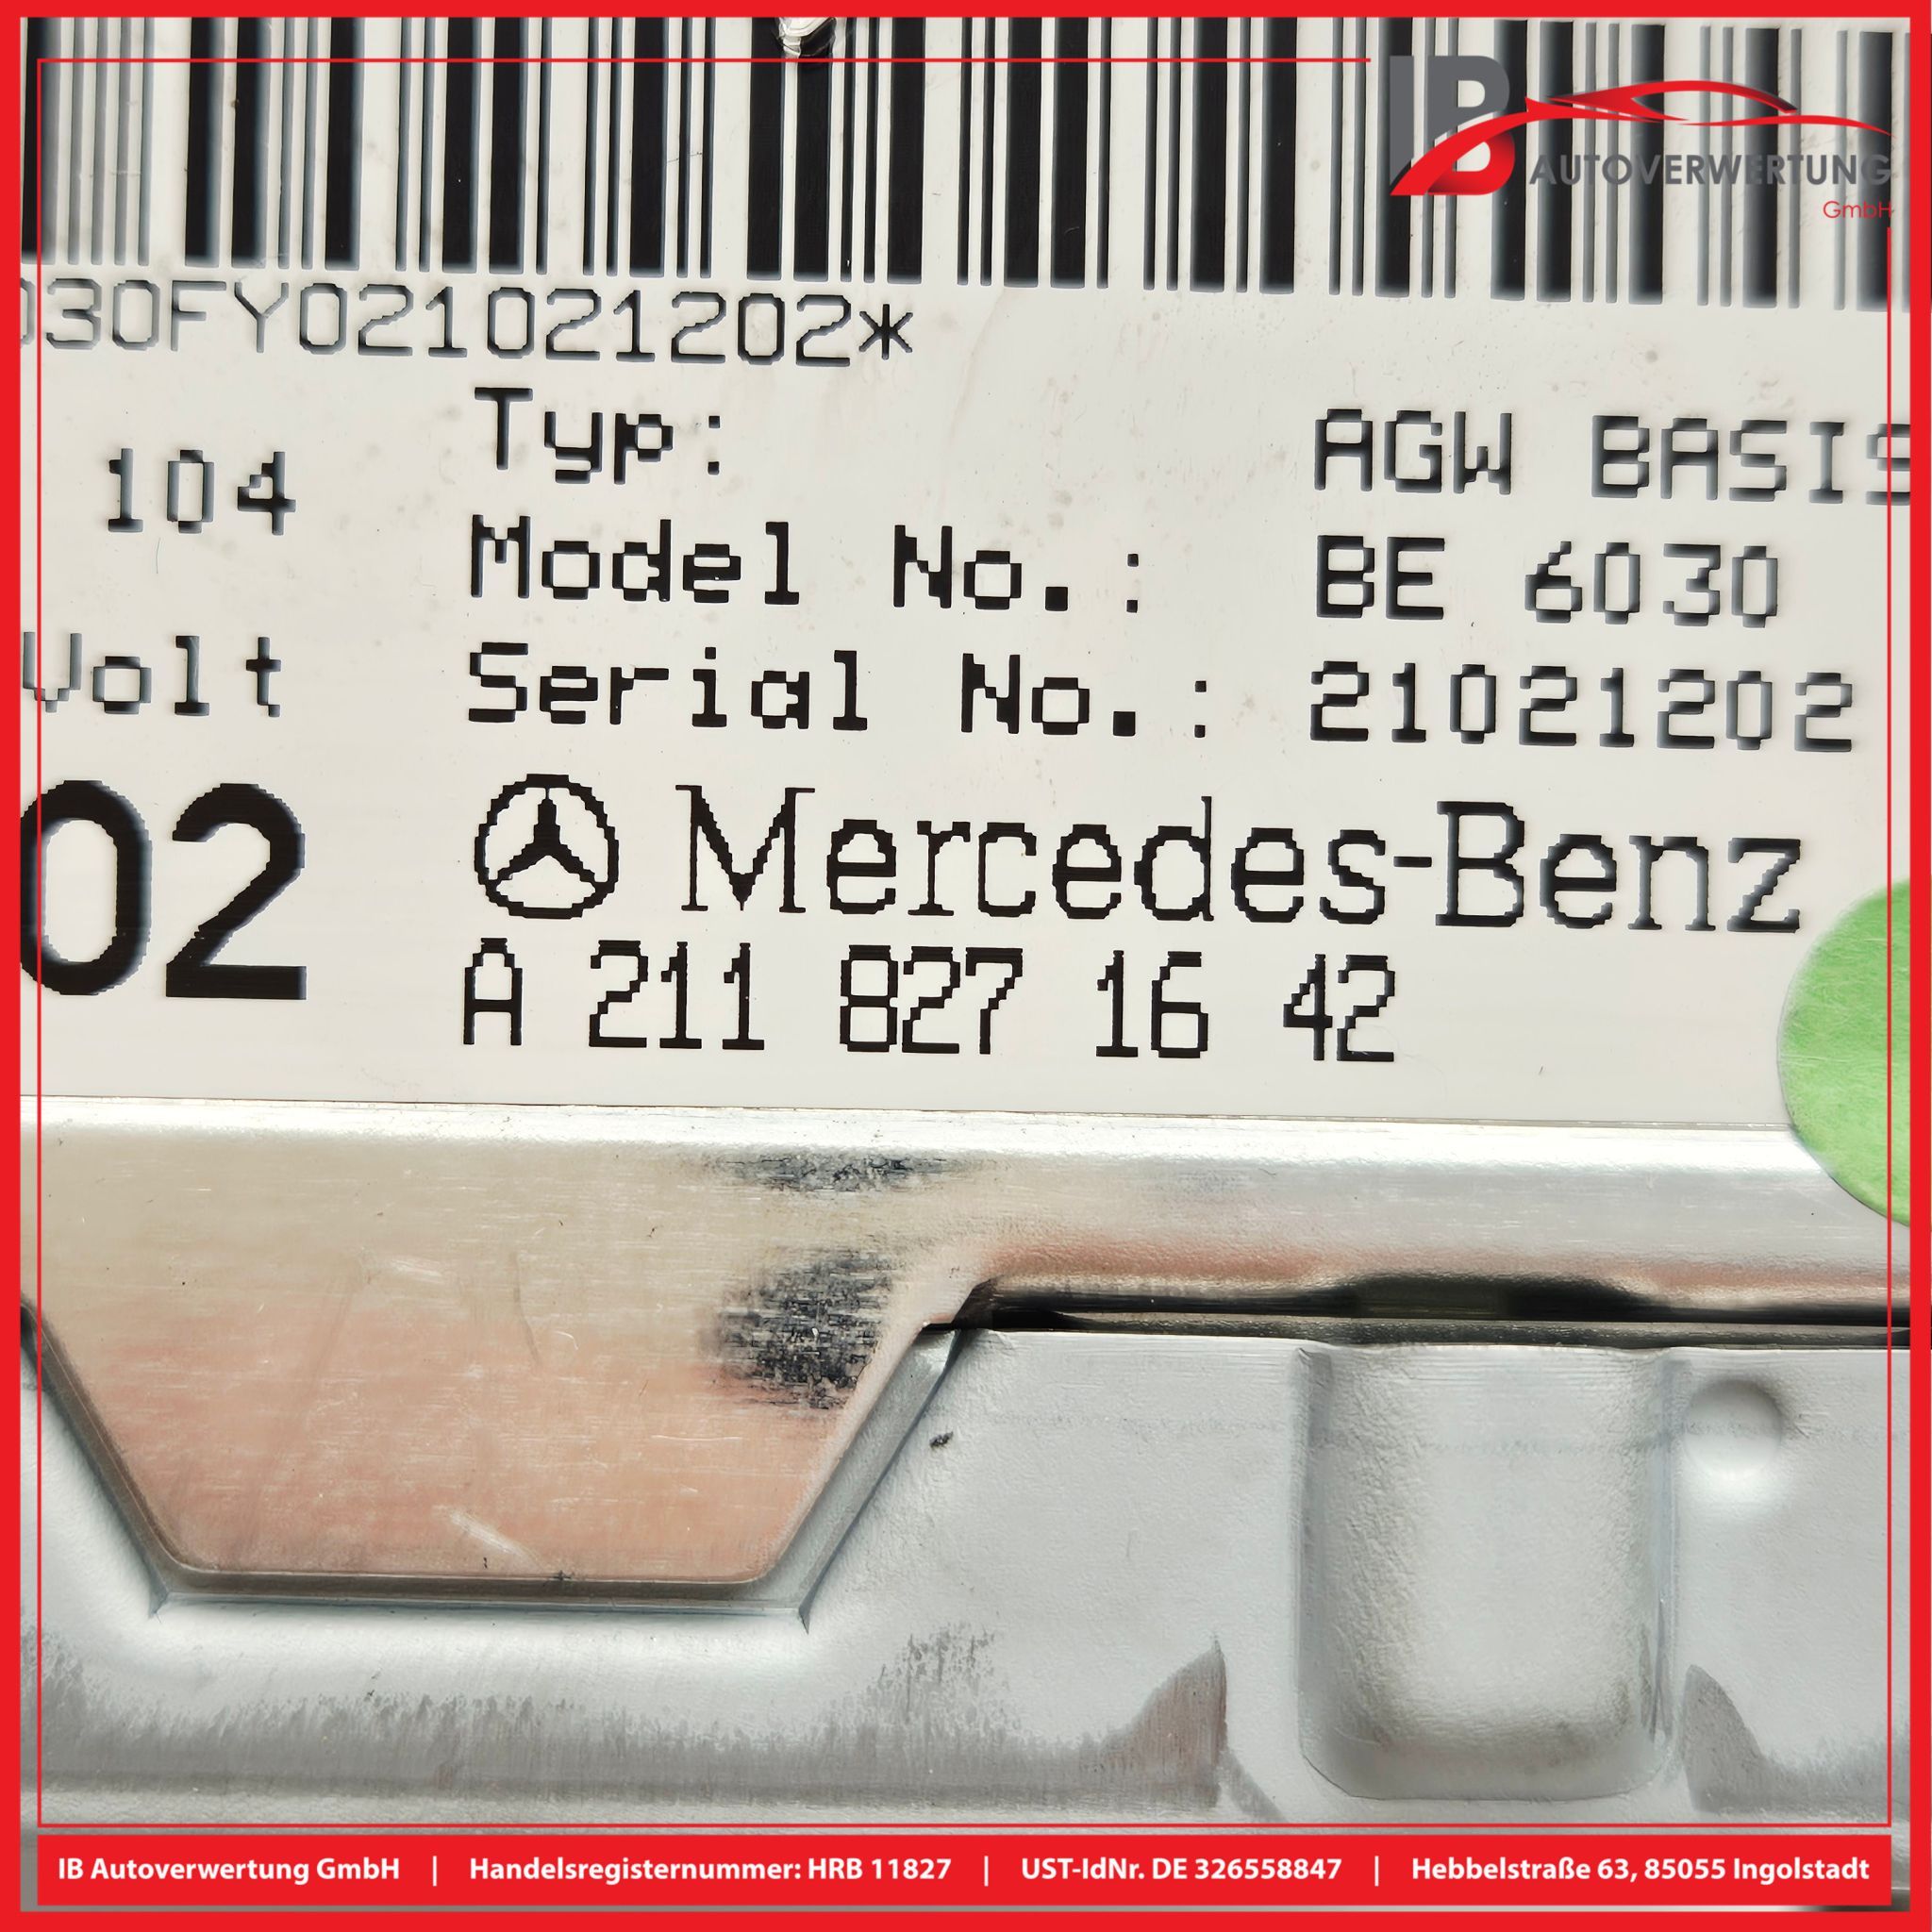 IB
AUTOVERWERTUNG
GmbH
030FY021021202*
Typ: AGW BASIS
104
Model No.: BE 6030
Volt
Serial No.: 21021202
02
Mercedes-Benz
A 211 827 16 42
IB Autoverwertung GmbH | Handelsregisternummer: HRB 11827 | UST-IdNr. DE 326558847 | Hebbelstraße 63, 85055 Ingolstadt